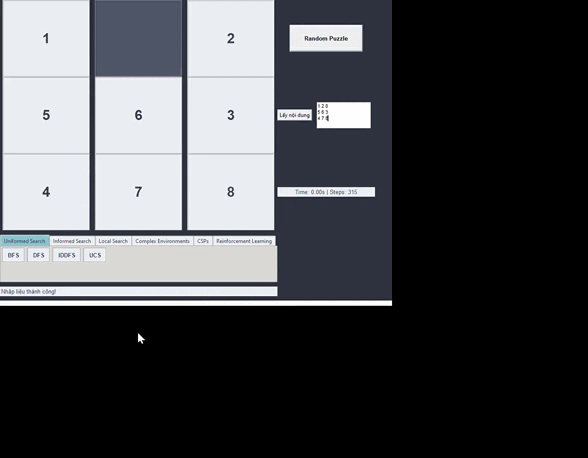 1 2
Random Puzzle
5 6 3
Lấy nội dung
1 2 0
5 6 3
4 7 8
4 7 8
Time: 0.00s | Steps: 315
Uniformed Search Informed Search Local Search Complex Environments CSPs Reinforcement Learning
BFS DFS IDDFS UCS
Nhập liệu thành công!